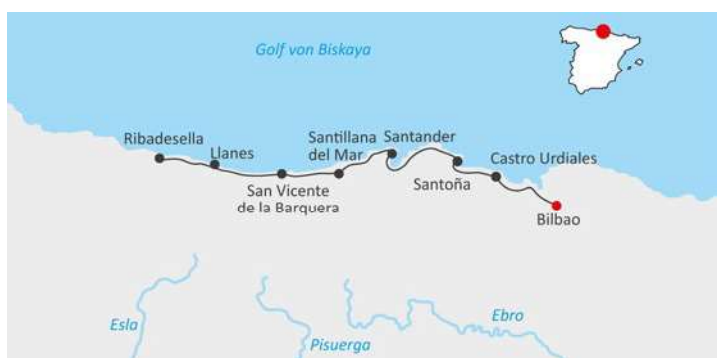 Golf von Biskaya
Ribadesella
Llanes
San Vicente
de la Barquera
Santillana
del Mar
Santander
Santoña
Castro Urdiales
Bilbao
Esla
Pisuerga
Ebro